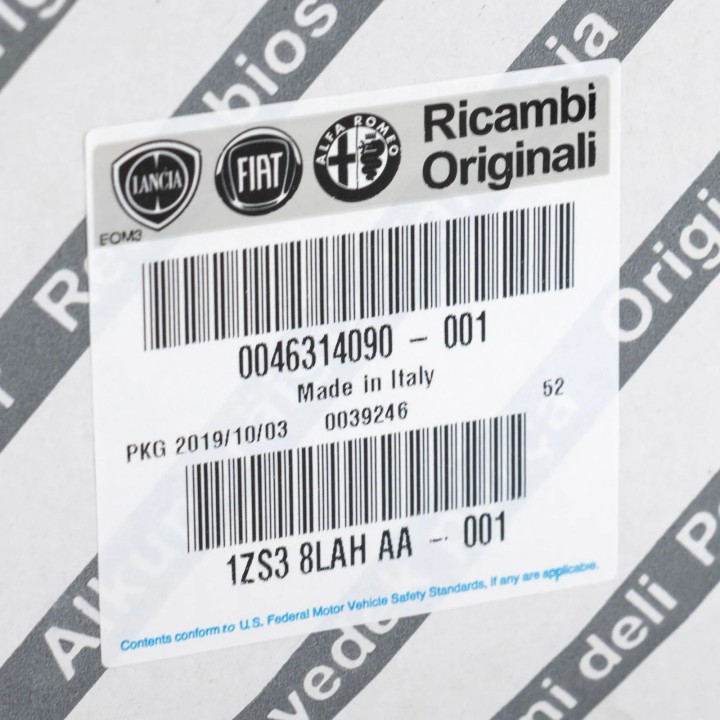 LANCIA
FIAT
ALFA ROMEO
Ricambi
Originali
EOM3
0046314090 - 001
Made in Italy
52
PKG 2019/10/03 0039246
1ZS3 8LAH AA - 001
Contents conform to U.S. Federal Motor Vehicle Safety Standards, if any are applicable.